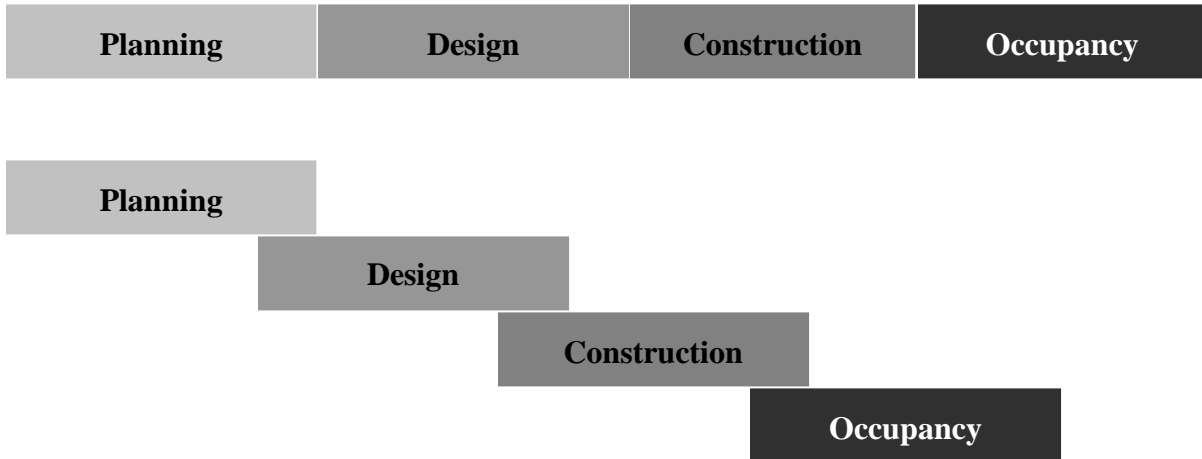 Planning Design Construction Occupancy
Planning
Design
Construction
Occupancy